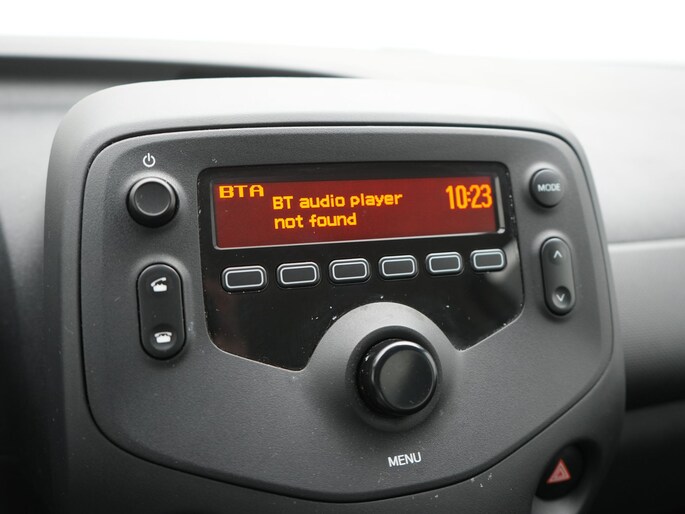 BTA
BT audio player
not found
10:23
MODE
MENU